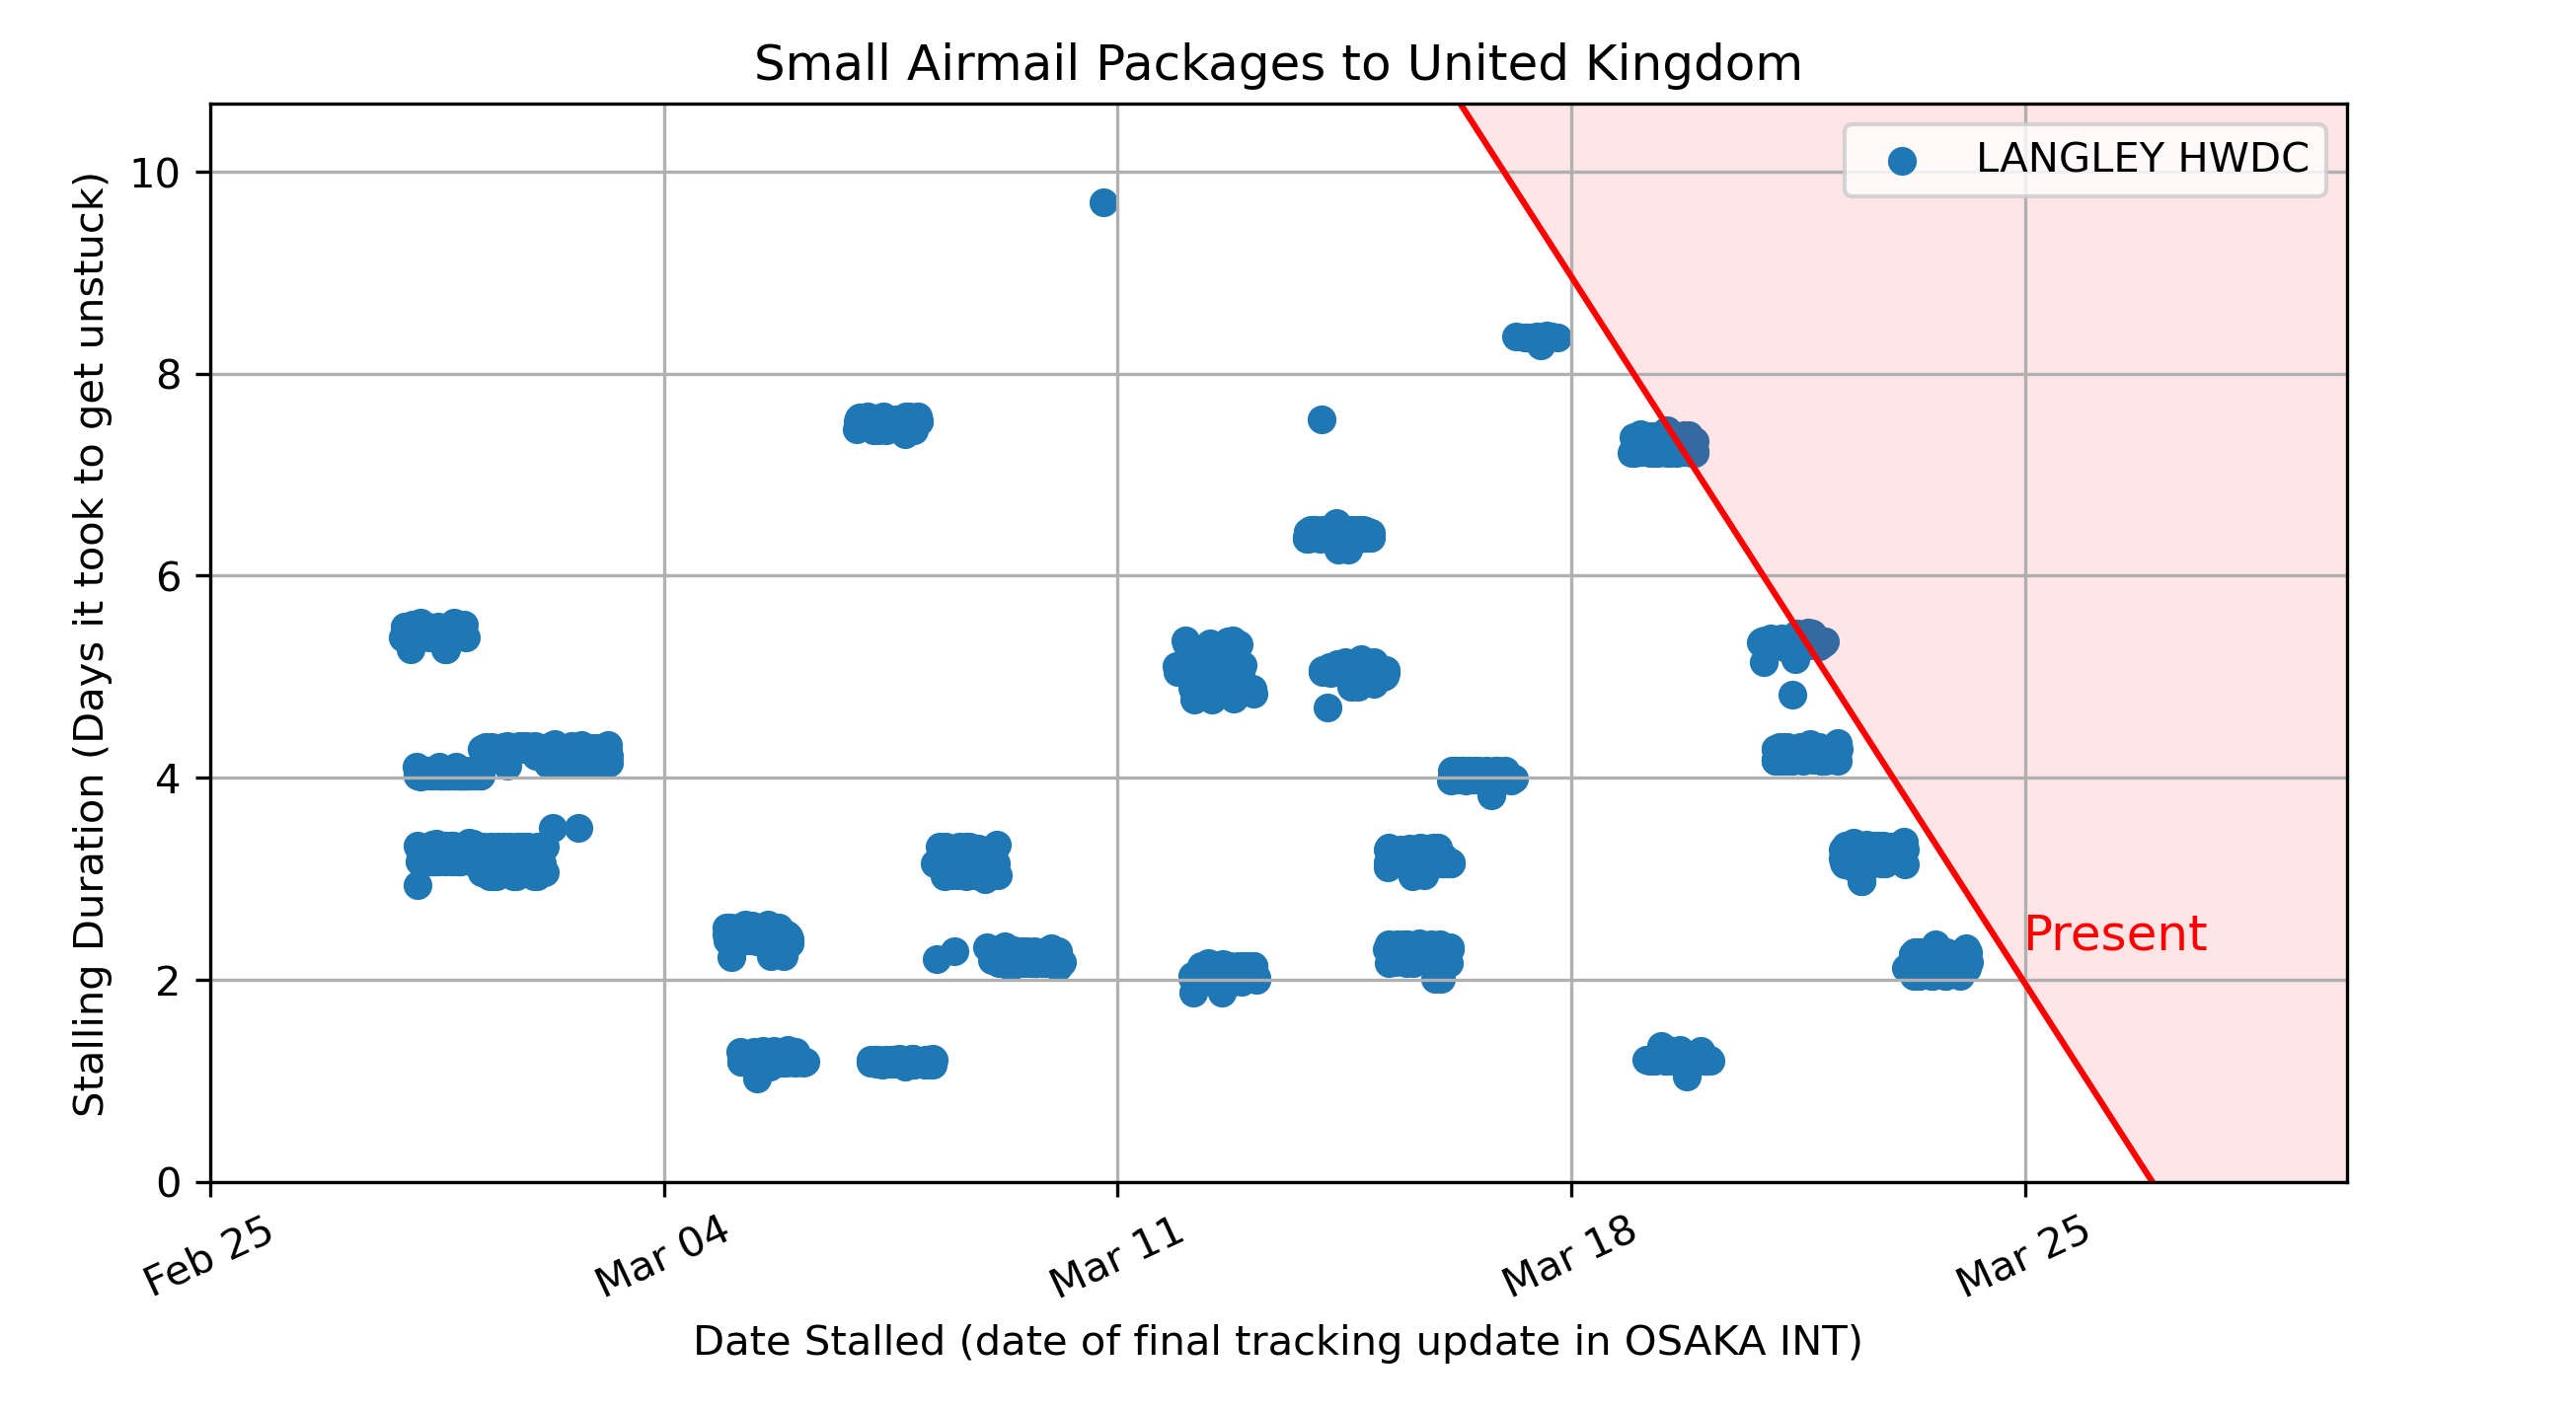 Small Airmail Packages to United Kingdom
LANGLEY HWDC
Stalling Duration (Days it took to get unstuck)
10
8
6
4
2
0
Present
Feb 25
Mar 04
Mar 11
Mar 18
Mar 25
Date Stalled (date of final tracking update in OSAKA INT)